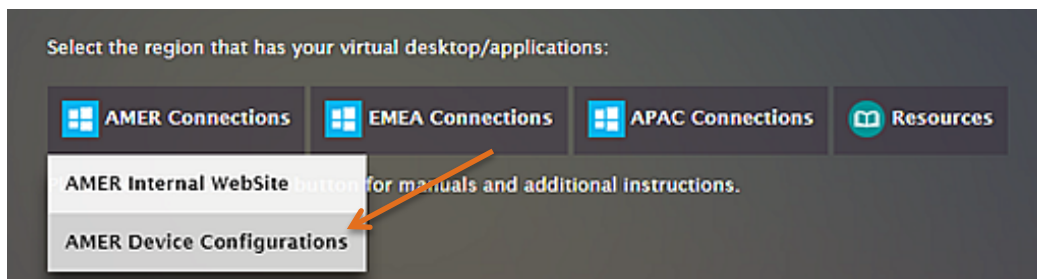 Select the region that has your virtual desktop/applications:
AMER Connections EMEA Connections APAC Connections Resources
AMER Internal WebSite
button for manuals and additional instructions.
AMER Device Configurations